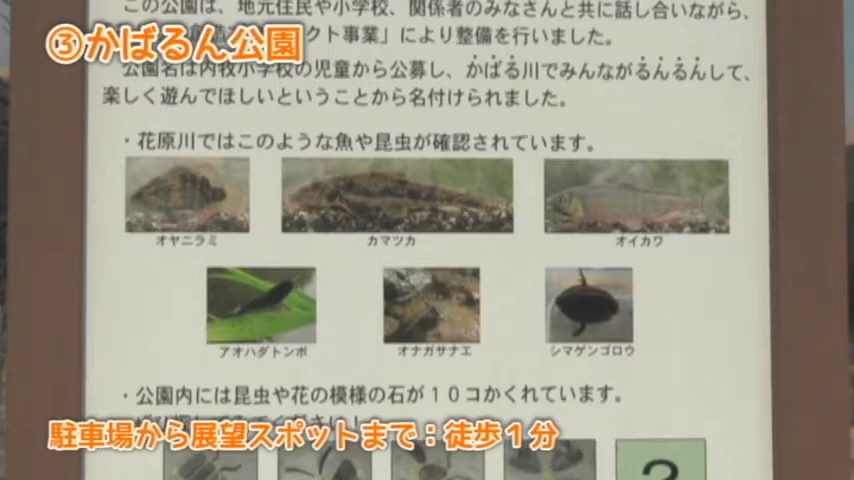 この公園は、地元住民や小学校、関係者のみなさんと共に話し合いながら、
③かばるん公園
クト事業」により整備を行いました。
公園名は内牧小学校の児童から公募し、かばる川でみんながるんるんして、
楽しく遊んでほしいということから名付けられました。
・花原川ではこのような魚や昆虫が確認されています。
オヤニラミ
カマツカ
オイカワ
アオハダトンボ
オナガサナエ
シマゲンゴロウ
・公園内には昆虫や花の模様の石が10コかくれています。
駐車場から展望スポットまで：徒歩1分
?